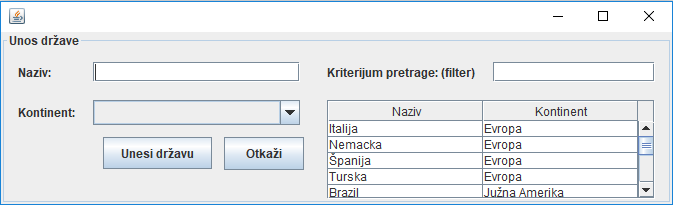 Unos države
Naziv:
Kriterijum pretrage: (filter)
Kontinent:
Unesi državu
Otkaži
Naziv Kontinent
Italija Evropa
Nemacka Evropa
Španija Evropa
Turska Evropa
Brazil Južna Amerika